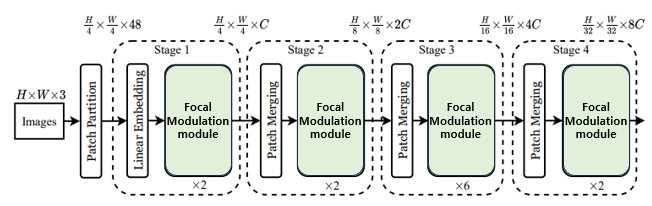 H/4 × W/4 × 48
H/4 × W/4 × C
H/8 × W/8 × 2C
H/16 × W/16 × 4C
H/32 × W/32 × 8C
Stage 1
Stage 2
Stage 3
Stage 4
H×W×3
Images
Patch Partition
Linear Embedding
Focal
Modulation
module
×2
Patch Merging
Focal
Modulation
module
×2
Patch Merging
Focal
Modulation
module
×6
Patch Merging
Focal
Modulation
module
×2